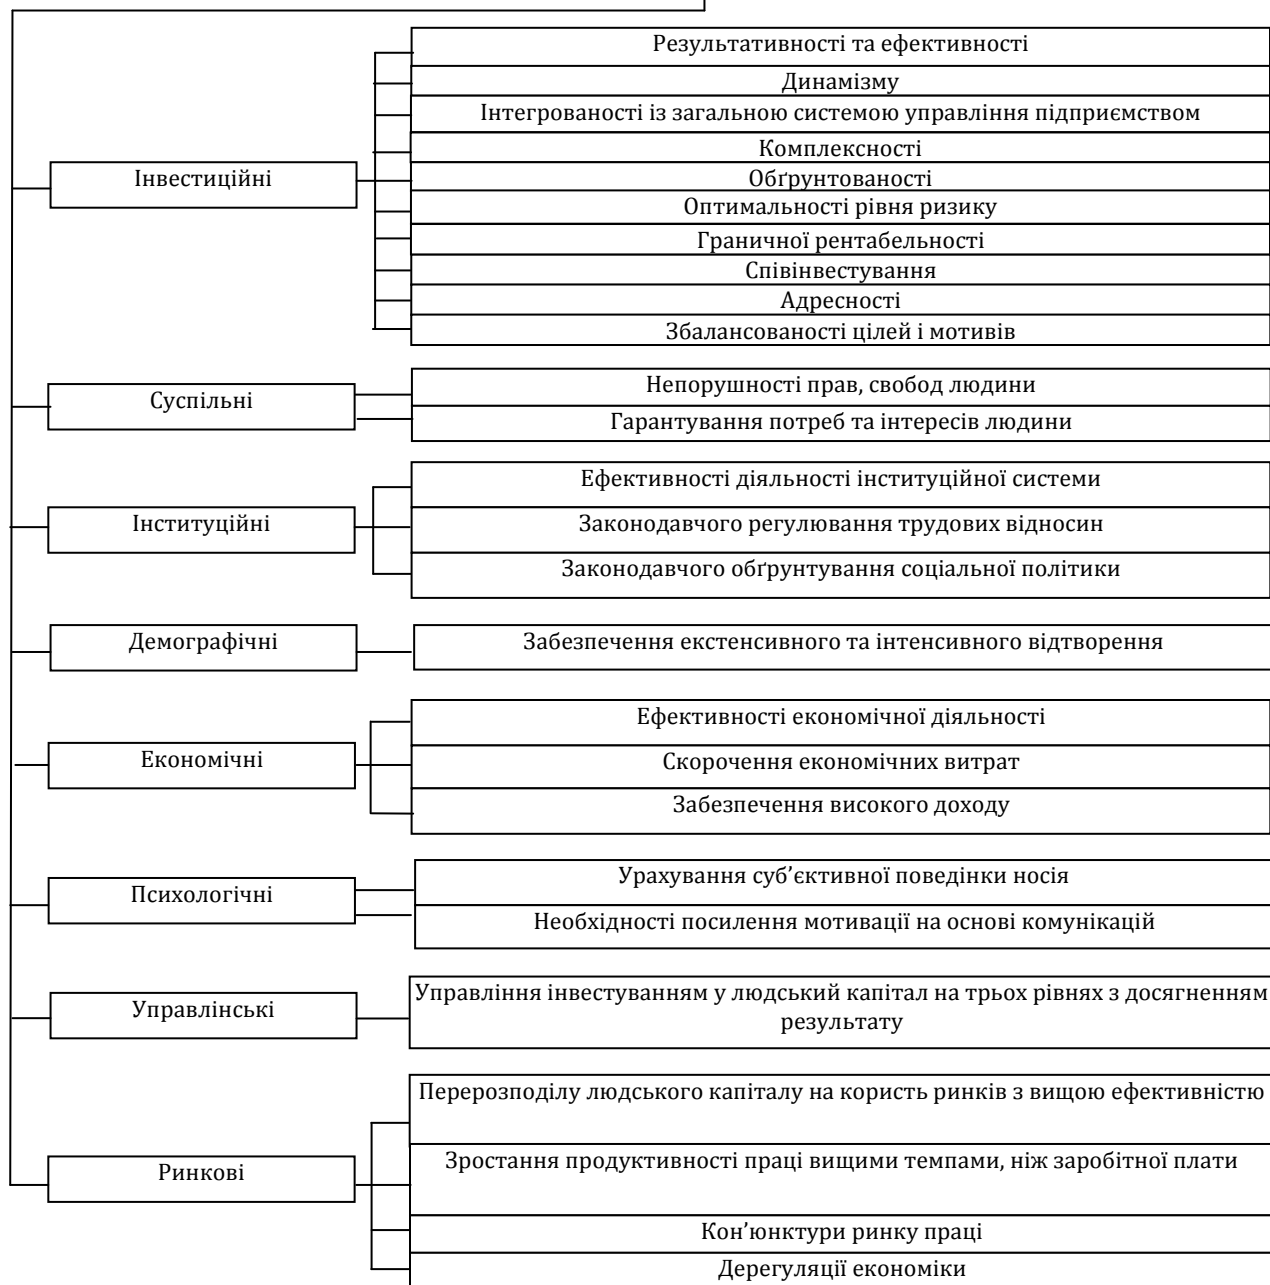 Інвестиційні
Результативності та ефективності
Динамізму
Інтегрованості із загальною системою управління підприємством
Комплексності
Обґрунтованості
Оптимальності рівня ризику
Граничної рентабельності
Співінвестування
Адресності
Збалансованості цілей і мотивів
Суспільні
Непорушності прав, свобод людини
Гарантування потреб та інтересів людини
Інституційні
Ефективності діяльності інституційної системи
Законодавчого регулювання трудових відносин
Законодавчого обґрунтування соціальної політики
Демографічні
Забезпечення екстенсивного та інтенсивного відтворення
Економічні
Ефективності економічної діяльності
Скорочення економічних витрат
Забезпечення високого доходу
Психологічні
Урахування суб’єктивної поведінки носія
Необхідності посилення мотивації на основі комунікацій
Управлінські
Управління інвестуванням у людський капітал на трьох рівнях з досягненням
результату
Ринкові
Перерозподілу людського капіталу на користь ринків з вищою ефективністю
Зростання продуктивності праці вищими темпами, ніж заробітної плати
Кон’юнктури ринку праці
Дерегуляції економіки